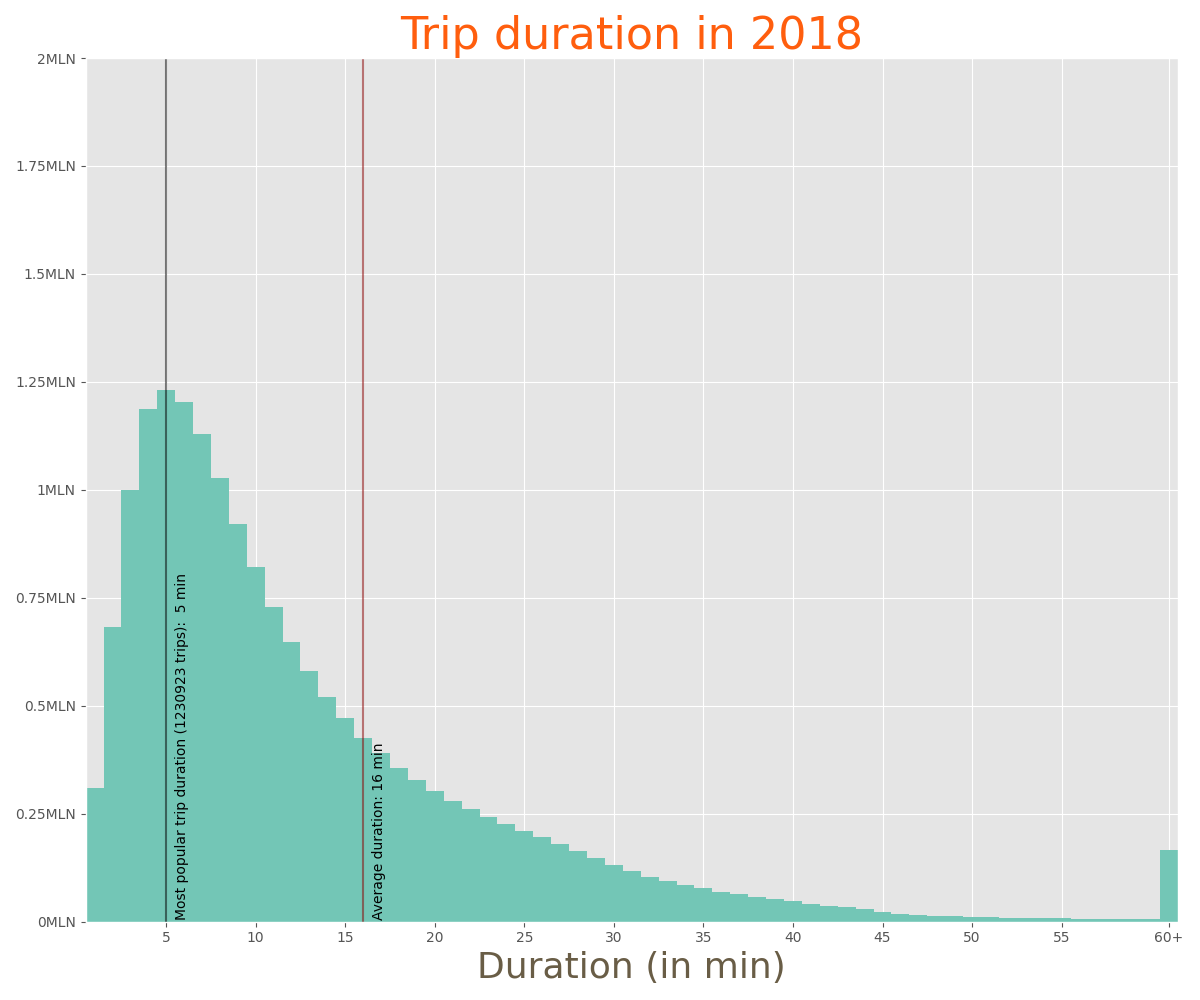 Trip duration in 2018
2MLN
1.75MLN
1.5MLN
1.25MLN
1MLN
0.75MLN
0.5MLN
0.25MLN
0MLN
Most popular trip duration (1230923 trips):  5 min
Average duration: 16 min
5 10 15 20 25 30 35 40 45 50 55 60+
Duration (in min)